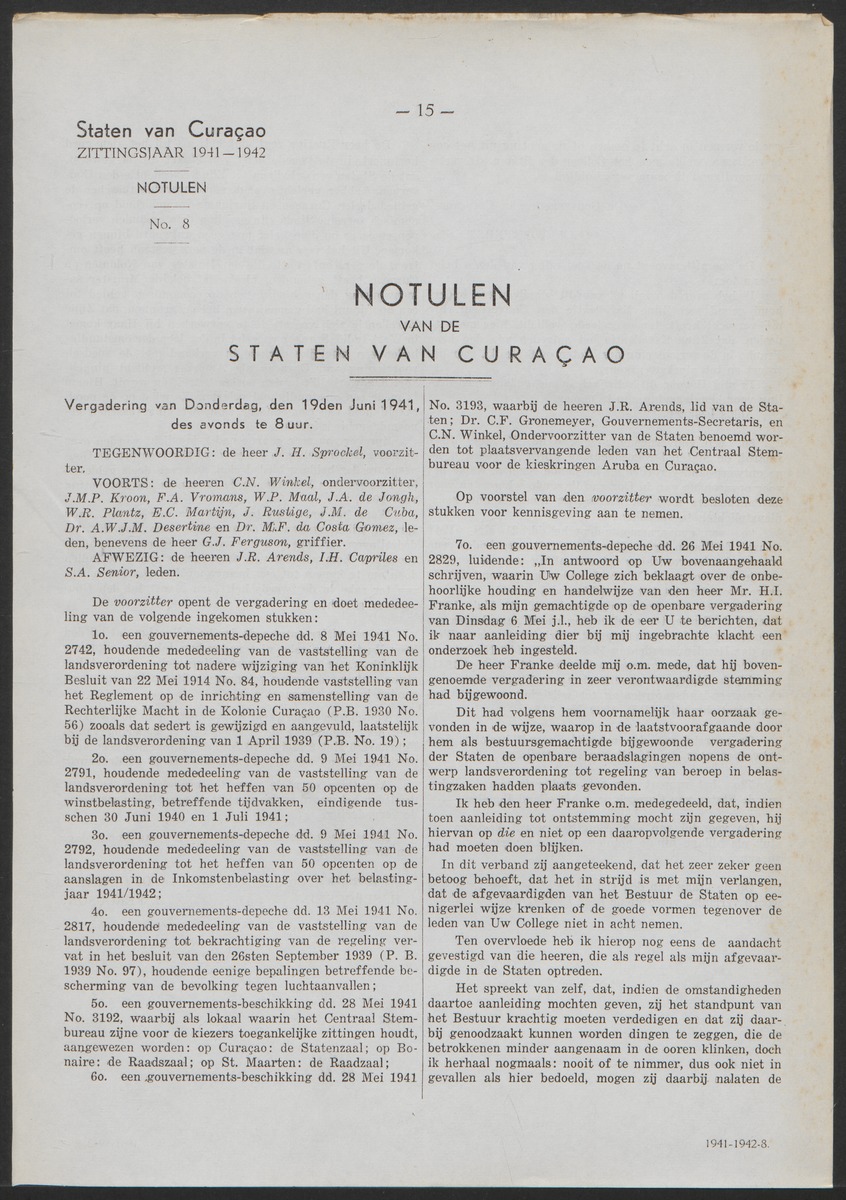 — 15 —
Staten van Curaçao
ZITTINGSJAAR 1941—1942
NOTULEN
No. 8
NOTULEN
VAN DE
STATEN VAN CURAÇAO
Vergadering van Donderdag, den 19den Juni 1941,
des avonds te 8 uur.
TEGENWOORDIG: de heer J. H. Sprockel, voorzit-
ter.
VOORTS: de heeren C.N. Winkel, ondervoorzitter,
J.M.P. Kroon, F.A. Vromans, W.P. Maal, J.A. de Jongh,
W.R. Plantz, E.C. Martijn, J. Rustige, J.M. de Cuba,
Dr. A.W.J.M. Desertine en Dr. M.F. da Costa Gomez, le-
den, benevens de heer G.J. Ferguson, griffier.
AFWEZIG: de heeren J.R. Arends, I.H. Capriles en
S.A. Senior, leden.
De voorzitter opent de vergadering en doet mededee-
ling van de volgende ingekomen stukken:
1o. een gouvernements-depeche dd. 8 Mei 1941 No.
2742, houdende mededeeling van de vaststelling van de
landsverordening tot nadere wijziging van het Koninklijk
Besluit van 22 Mei 1914 No. 84, houdende vaststelling van
het Reglement op de inrichting en samenstelling van de
Rechterlijke Macht in de Kolonie Curaçao (P.B. 1930 No.
56) zooals dat sedert is gewijzigd en aangevuld, laatstelijk
bij de landsverordening van 1 April 1939 (P.B. No. 19);
2o. een gouvernements-depeche dd. 9 Mei 1941 No.
2791, houdende mededeeling van de vaststelling van de
landsverordening tot het heffen van 50 opcenten op de
winstbelasting, betreffende tijdvakken, eindigende tus-
schen 30 Juni 1940 en 1 Juli 1941;
3o. een gouvernements-depeche dd. 9 Mei 1941 No.
2792, houdende mededeeling van de vaststelling van de
landsverordening tot het heffen van 50 opcenten op de
aanslagen in de Inkomstenbelasting over het belasting-
jaar 1941/1942;
4o. een gouvernements-depeche dd. 13 Mei 1941 No.
2817, houdende mededeeling van de vaststelling van de
landsverordening tot bekrachtiging van de regeling ver-
vat in het besluit van den 26sten September 1939 (P. B.
1939 No. 97), houdende eenige bepalingen betreffende be-
scherming van de bevolking tegen luchtaanvallen;
5o. een gouvernements-beschikking dd. 28 Mei 1941
No. 3192, waarbij als lokaal waarin het Centraal Stem-
bureau zijne voor de kiezers toegankelijke zittingen houdt,
aangewezen worden: op Curaçao: de Statenzaal; op Bo-
naire: de Raadszaal; op St. Maarten: de Raadzaal;
6o. een gouvernements-beschikking dd. 28 Mei 1941
No. 3193, waarbij de heeren J.R. Arends, lid van de Sta-
ten; Dr. C.F. Gronemeyer, Gouvernements-Secretaris, en
C.N. Winkel, Ondervoorzitter van de Staten benoemd wor-
den tot plaatsvervangende leden van het Centraal Stem-
bureau voor de kieskringen Aruba en Curaçao.
Op voorstel van den voorzitter wordt besloten deze
stukken voor kennisgeving aan te nemen.
7o. een gouvernements-depeche dd. 26 Mei 1941 No.
2829, luidende: „In antwoord op Uw bovenaangehaald
schrijven, waarin Uw College zich beklaagt over de onbe-
hoorlijke houding en handelwijze van den heer Mr. H.I.
Franke, als mijn gemachtigde op de openbare vergadering
van Dinsdag 6 Mei j.l., heb ik de eer U te berichten, dat
ik naar aanleiding dier bij mij ingebrachte klacht een
onderzoek heb ingesteld.
De heer Franke deelde mij o.m. mede, dat hij boven-
genoemde vergadering in zeer verontwaardigde stemming
had bijgewoond.
Dit had volgens hem voornamelijk haar oorzaak ge-
vonden in de wijze, waarop in de laatstvoorafgaande door
hem als bestuursgemachtigde bijgewoonde vergadering
der Staten de openbare beraadslagingen nopens de ont-
werp landsverordening tot regeling van beroep in belas-
tingzaken hadden plaats gevonden.
Ik heb den heer Franke o.m. medegedeeld, dat, indien
toen aanleiding tot ontstemming mocht zijn gegeven, hij
hiervan op die en niet op een daaropvolgende vergadering
had moeten doen blijken.
In dit verband zij aangeteekend, dat het zeer zeker geen
betoog behoeft, dat het in strijd is met mijn verlangen,
dat de afgevaardigden van het Bestuur de Staten op ee-
nigerlei wijze krenken of de goede vormen tegenover de
leden van Uw College niet in acht nemen.
Ten overvloede heb ik hierop nog eens de aandacht
gevestigd van die heeren, die als regel als mijn afgevaar-
digde in de Staten optreden.
Het spreekt van zelf, dat, indien de omstandigheden
daartoe aanleiding mochten geven, zij het standpunt van
het Bestuur krachtig moeten verdedigen en dat zij daar-
bij genoodzaakt kunnen worden dingen te zeggen, die de
betrokkenen minder aangenaam in de ooren klinken, doch
ik herhaal nogmaals: nooit of te nimmer, dus ook niet in
gevallen als hier bedoeld, mogen zij daarbij nalaten de
1941-1942-8.